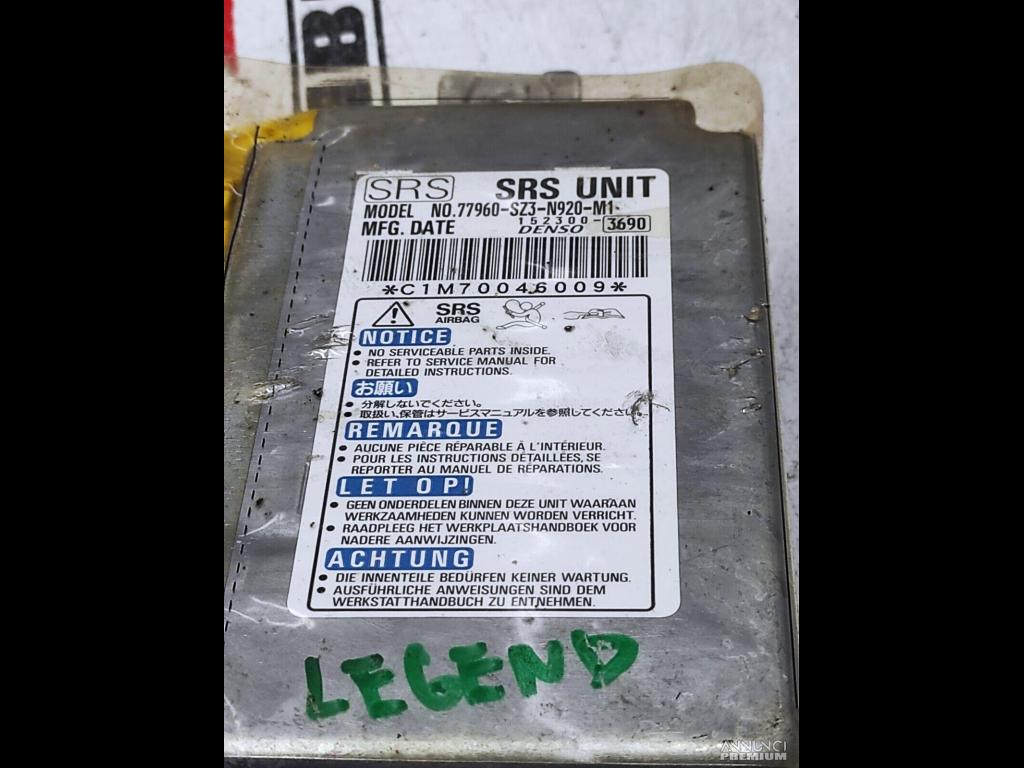 SRS SRS UNIT
MODEL NO.77960-SZ3-N920-M1
MFG. DATE 152300-3690
DENSO
*C1M70046009*
SRS
AIRBAG
NOTICE
• NO SERVICEABLE PARTS INSIDE.
• REFER TO SERVICE MANUAL FOR
DETAILED INSTRUCTIONS.
お願い
• 分解しないでください。
• 取扱い、保管はサービスマニュアルを参照してください。
REMARQUE
• AUCUNE PIÈCE RÉPARABLE À L'INTÉRIEUR.
• POUR LES INSTRUCTIONS DÉTAILLÉES, SE
REPORTER AU MANUEL DE RÉPARATIONS.
LET OP!
• GEEN ONDERDELEN BINNEN DEZE UNIT WAARAAN
WERKZAAMHEDEN KUNNEN WORDEN VERRICHT.
• RAADPLEEG HET WERKPLAATSHANDBOEK VOOR
NADERE AANWIJZINGEN.
ACHTUNG
• DIE INNENTEILE BEDÜRFEN KEINER WARTUNG.
• AUSFÜHRLICHE ANWEISUNGEN SIND DEM
WERKSTATTHANDBUCH ZU ENTNEHMEN.
LEGEND
ANNUNCI
PREMIUM